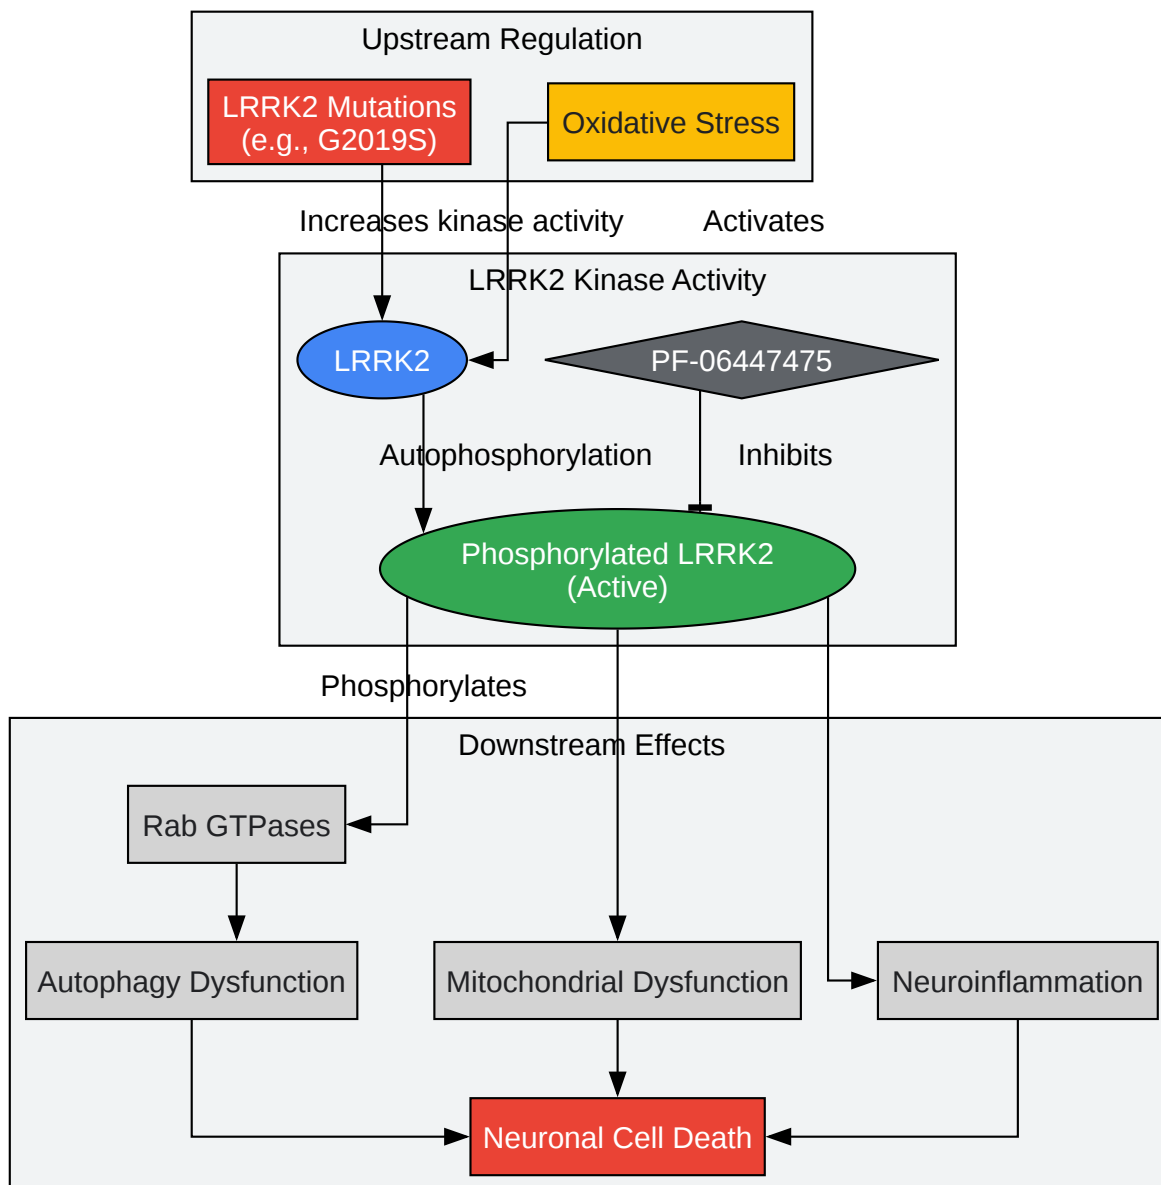 Upstream Regulation
LRRK2 Mutations
(e.g., G2019S)
Oxidative Stress
Increases kinase activity
Activates
LRRK2 Kinase Activity
LRRK2
PF-06447475
Autophosphorylation
Inhibits
Phosphorylated LRRK2
(Active)
Phosphorylates
Downstream Effects
Rab GTPases
Autophagy Dysfunction
Mitochondrial Dysfunction
Neuroinflammation
Neuronal Cell Death